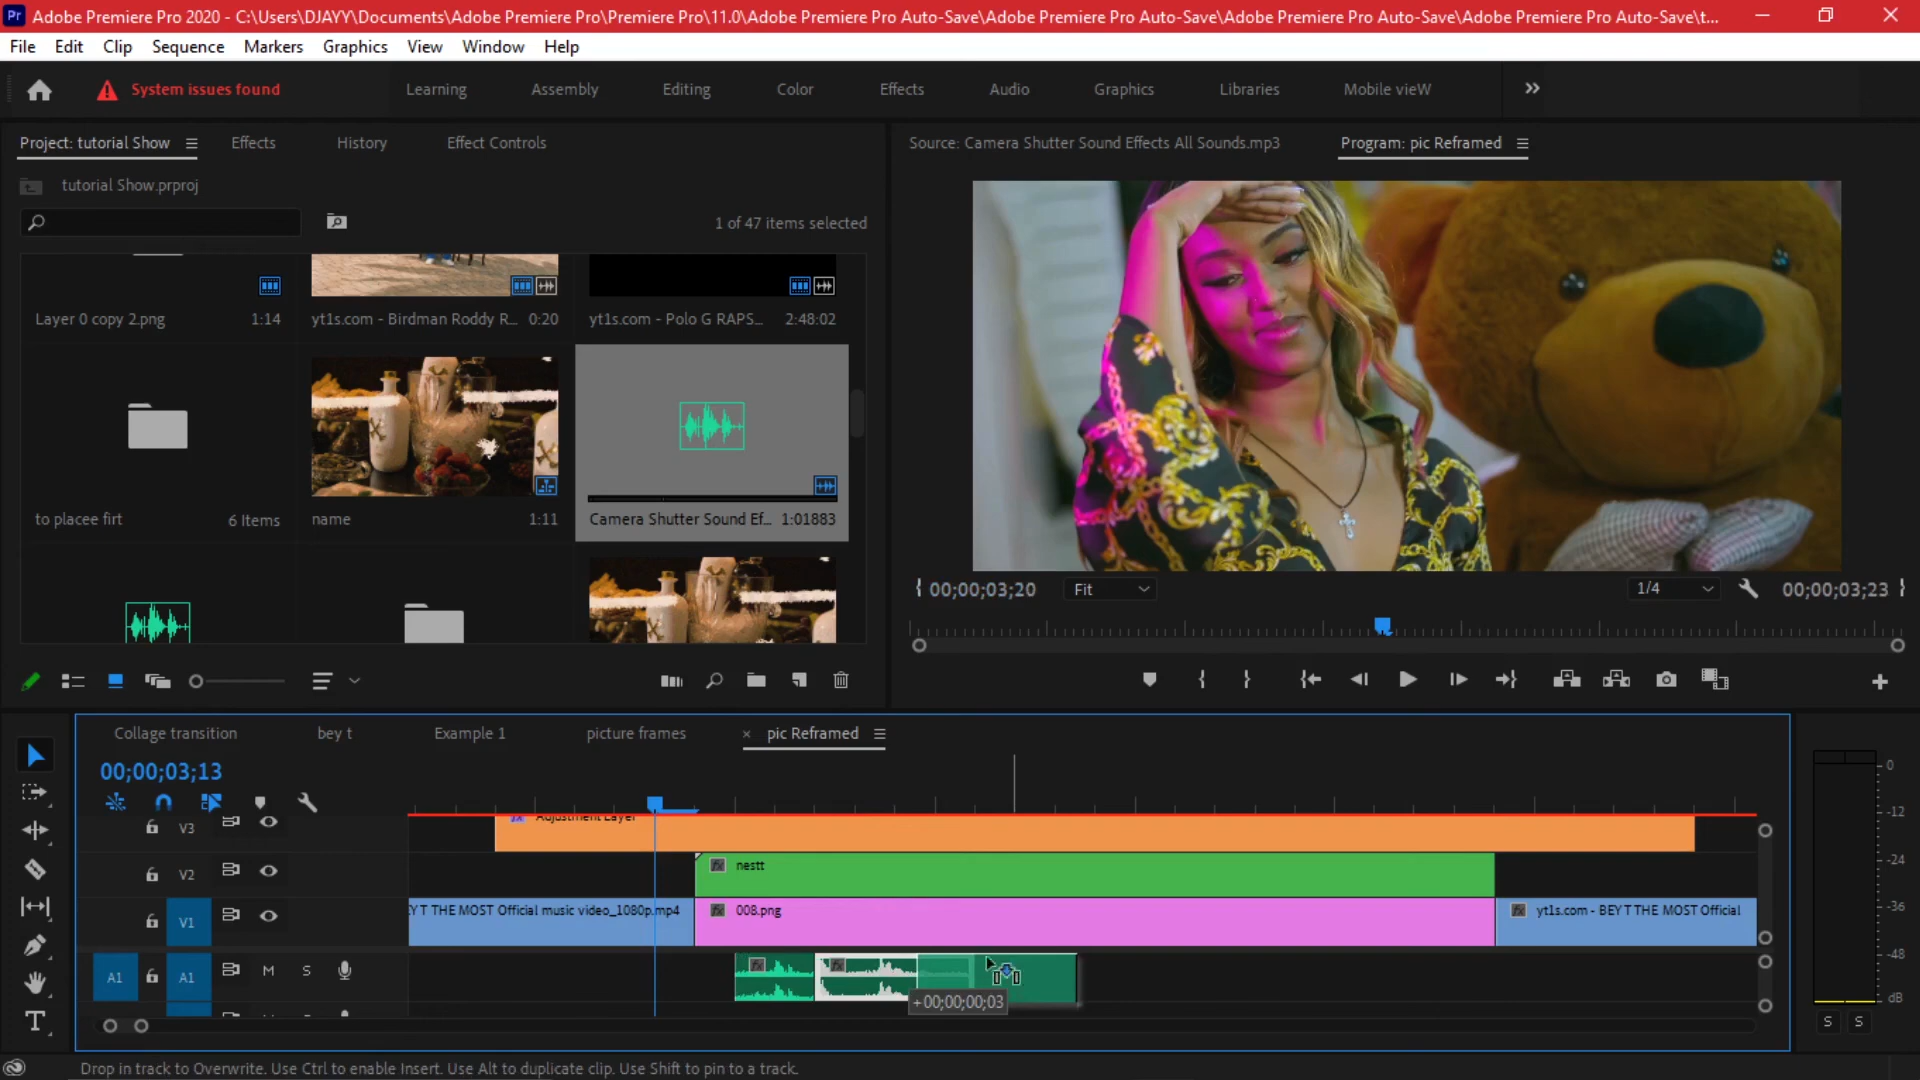 Adobe Premiere Pro 2020 - C:\Users\DJAYY\Documents\Adobe Premiere Pro\Premiere Pro\11.0\Adobe Premiere Pro Auto-Save\Adobe Premiere Pro Auto-Save\Adobe Premiere Pro Auto-Save\Adobe Premiere Pro Auto-Save\t...
File Edit Clip Sequence Markers Graphics View Window Help
System issues found Learning Assembly Editing Color Effects Audio Graphics Libraries Mobile vieW
Project: tutorial Show Effects History Effect Controls Source: Camera Shutter Sound Effects All Sounds.mp3 Program: pic Reframed
tutorial Show.prproj
1 of 47 items selected
Layer 0 copy 2.png 1:14 yt1s.com - Birdman Roddy R... 0:20 yt1s.com - Polo G RAPS... 2:48:02
to placee firt 6 Items name 1:11 Camera Shutter Sound Ef... 1:01883
00;00;03;20 Fit 1/4 00;00;03;23
Collage transition bey t Example 1 picture frames × pic Reframed
00;00;03;13
V3 Adjustment Layer
V2 nestt
V1 Y T THE MOST Official music video_1080p.mp4 008.png yt1s.com - BEY T THE MOST Official
A1 A1 M S
+00;00;00;03
T
0
-12
-24
-36
-48
dB
S S
Drop in track to Overwrite. Use Ctrl to enable Insert. Use Alt to duplicate clip. Use Shift to pin to a track.